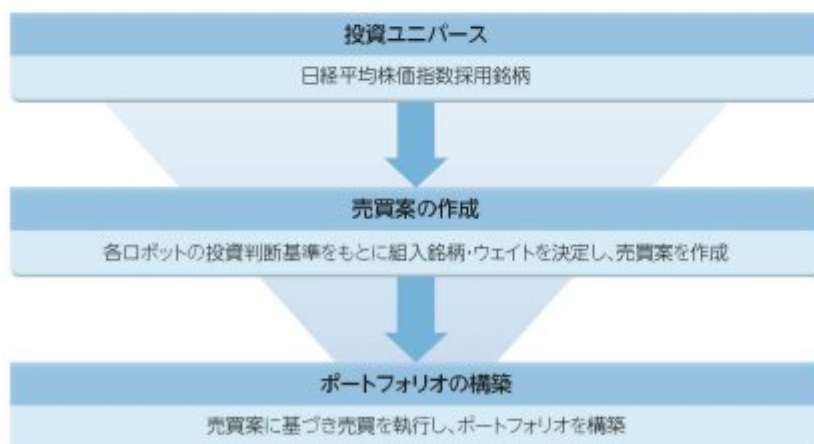 投資ユニバース
日経平均株価指数採用銘柄
売買案の作成
各ロボットの投資判断基準をもとに組入銘柄・ウェイトを決定し、売買案を作成
ポートフォリオの構築
売買案に基づき売買を執行し、ポートフォリオを構築